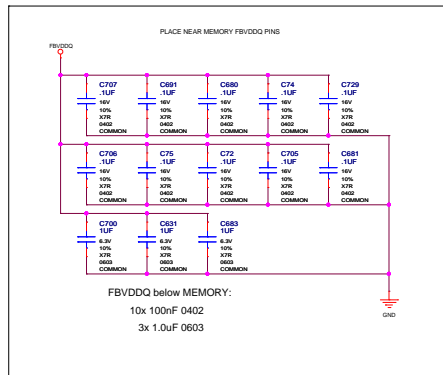 PLACE NEAR MEMORY FBVDDQ PINS
FBVDDQ
C707 C691 C680 C74 C729
.1UF .1UF .1UF .1UF .1UF
16V 16V 16V 16V 16V
10% 10% 10% 10% 10%
X7R X7R X7R X7R X7R
0402 0402 0402 0402 0402
COMMON COMMON COMMON COMMON COMMON
C706 C75 C72 C705 C681
.1UF .1UF .1UF .1UF .1UF
16V 16V 16V 16V 16V
10% 10% 10% 10% 10%
X7R X7R X7R X7R X7R
0402 0402 0402 0402 0402
COMMON COMMON COMMON COMMON COMMON
C700 C631 C683
1UF 1UF 1UF
6.3V 6.3V 6.3V
10% 10% 10%
X7R X7R X7R
0603 0603 0603
COMMON COMMON COMMON
FBVDDQ below MEMORY:
10x 100nF 0402
3x 1.0uF 0603
GND